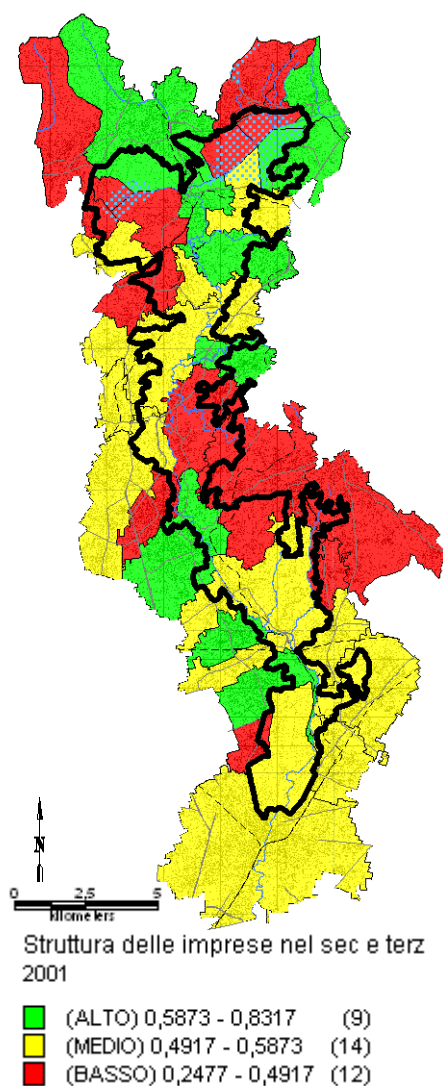 N
0 2,5 5
kilometers
Struttura delle imprese nel sec e terz
2001
(ALTO) 0,5873 - 0,8317 (9)
(MEDIO) 0,4917 - 0,5873 (14)
(BASSO) 0,2477 - 0,4917 (12)